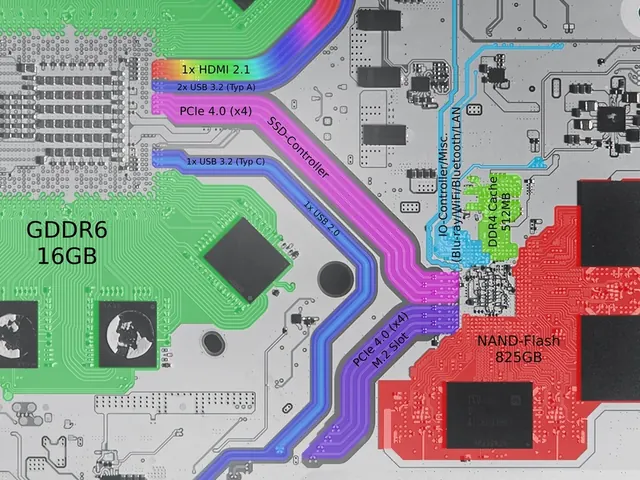 1x HDMI 2.1
2x USB 3.2 (Typ A)
PCIe 4.0 (x4)
SSD-Controller
1x USB 3.2 (Typ C)
1x USB 2.0
GDDR6
16GB
IO-Controller/Misc.
(Blu-ray/WiFi/Bluetooth/LAN
DDR4 Cache
512MB
PCIe 4.0 (x4)
M.2 Slot
NAND-Flash
825GB